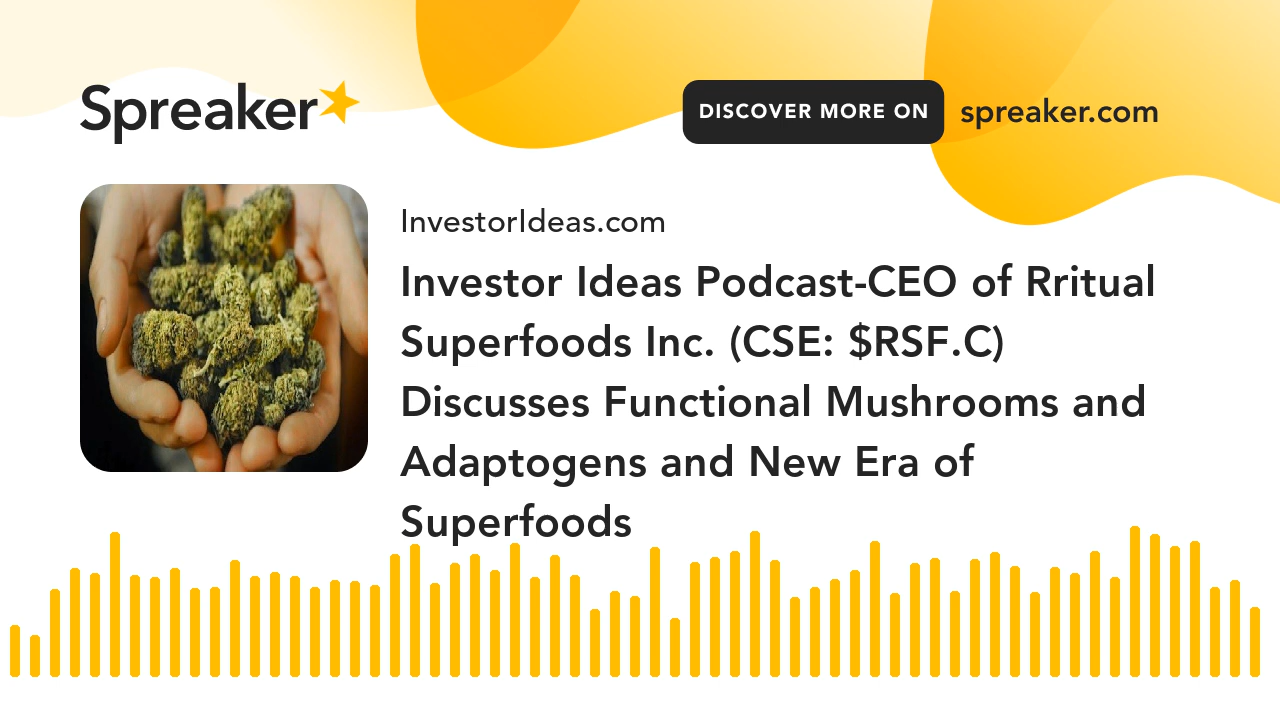 Spreaker
DISCOVER MORE ON spreaker.com
InvestorIdeas.com
Investor Ideas Podcast-CEO of Rritual
Superfoods Inc. (CSE: $RSF.C)
Discusses Functional Mushrooms and
Adaptogens and New Era of
Superfoods